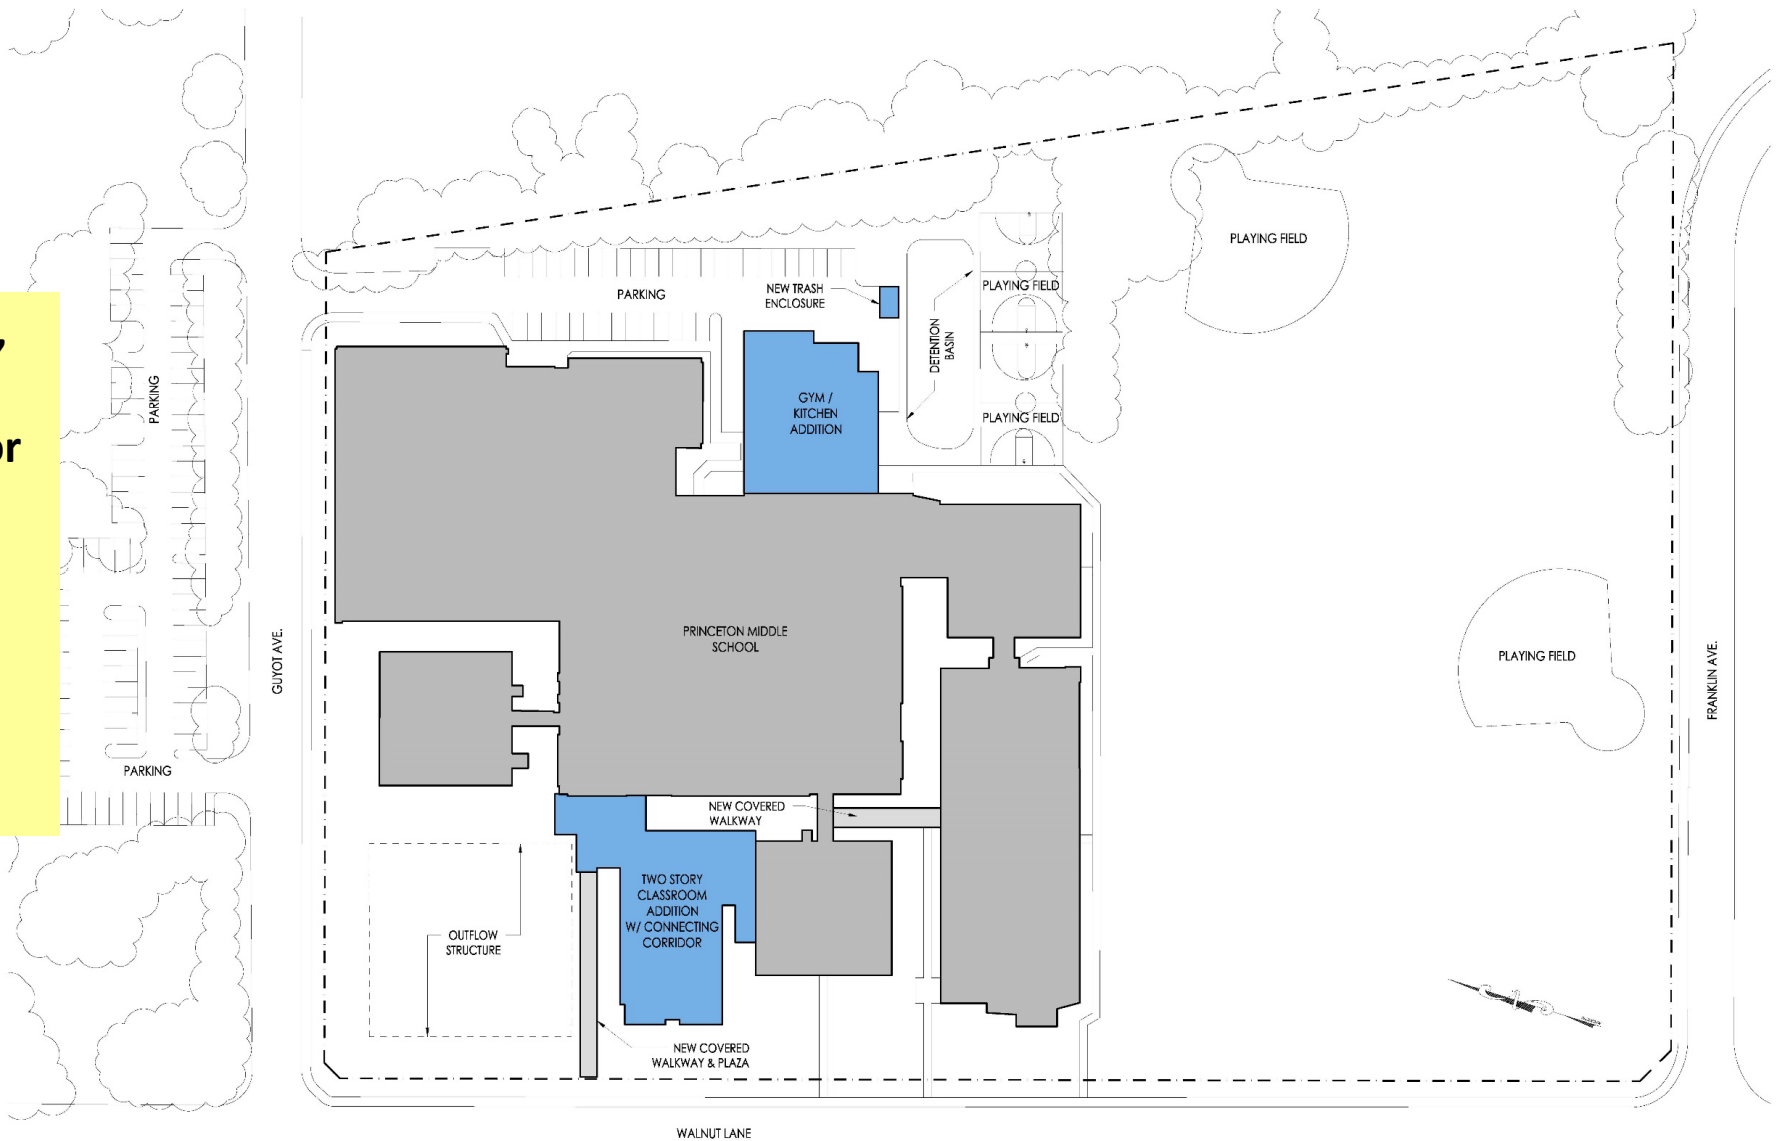 PLAYING FIELD
NEW TRASH
ENCLOSURE
PARKING
PLAYING FIELD
DETENTION
BASIN
PARKING
GYM /
KITCHEN
ADDITION
PLAYING FIELD
or
PRINCETON MIDDLE
SCHOOL
GUYOT AVE.
PLAYING FIELD
FRANKLIN AVE.
PARKING
NEW COVERED
WALKWAY
TWO STORY
CLASSROOM
ADDITION
W/ CONNECTING
CORRIDOR
OUTFLOW
STRUCTURE
NEW COVERED
WALKWAY & PLAZA
WALNUT LANE